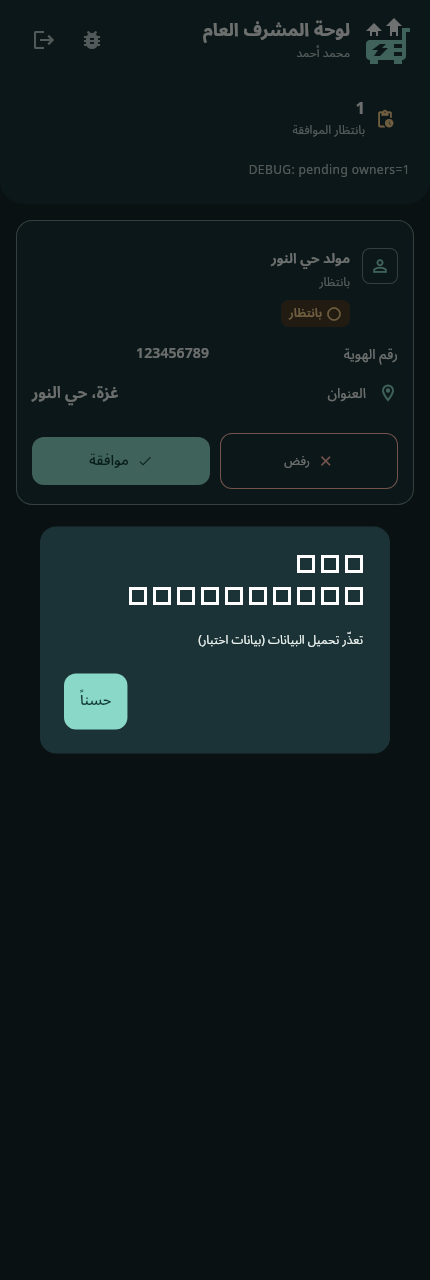 لوحة المشرف العام
محمد أحمد
1
بانتظار الموافقة
DEBUG: pending owners=1
مولد حي النور
بانتظار
بانتظار
رقم الهوية 123456789
العنوان غزة، حي النور
رفض
موافقة
تعذّر تحميل البيانات (بيانات اختبار)
حسناً